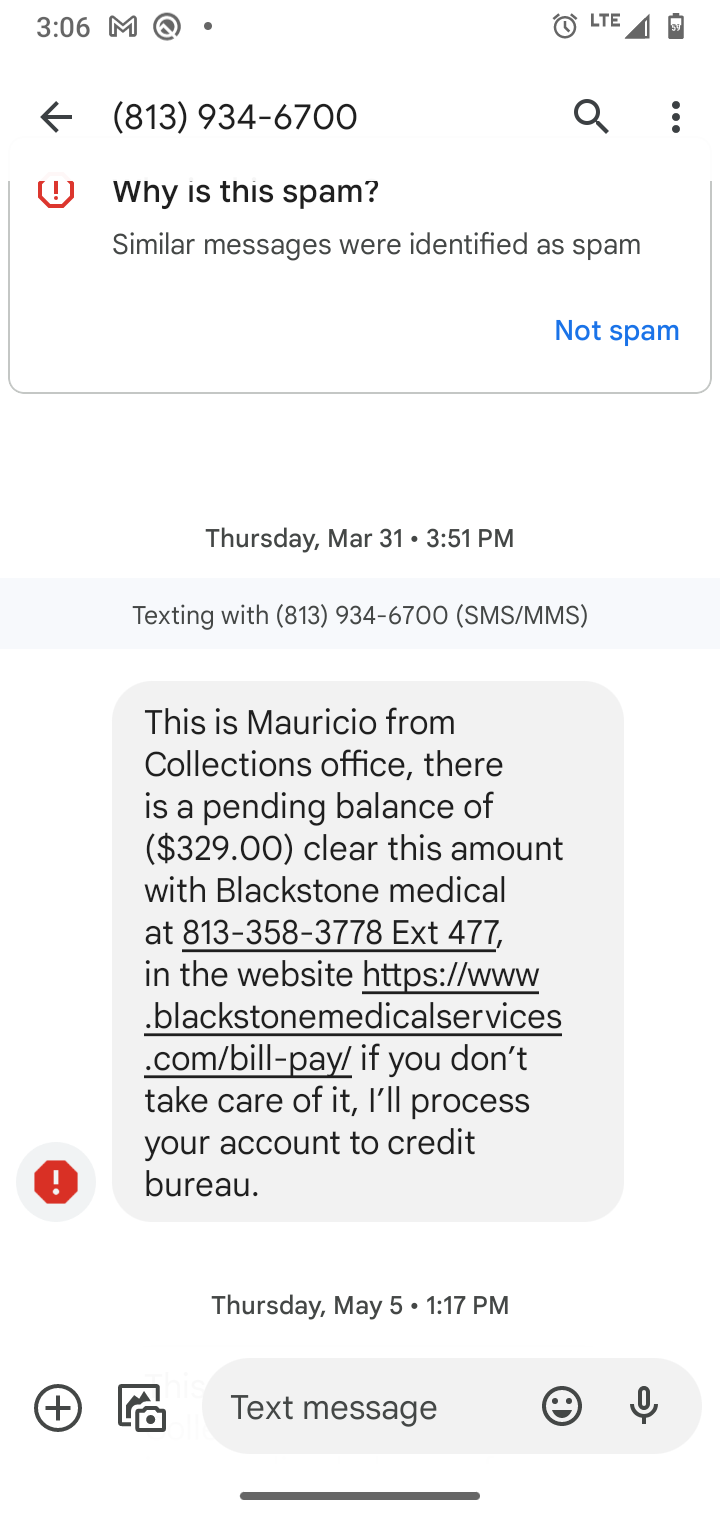 3:06 LTE
(813) 934-6700
Why is this spam?
Similar messages were identified as spam
Not spam
Thursday, Mar 31 • 3:51 PM
Texting with (813) 934-6700 (SMS/MMS)
This is Mauricio from
Collections office, there
is a pending balance of
($329.00) clear this amount
with Blackstone medical
at 813-358-3778 Ext 477,
in the website https://www
.blackstonemedicalservices
.com/bill-pay/ if you don’t
take care of it, I’ll process
your account to credit
bureau.
Thursday, May 5 • 1:17 PM
This
Text message